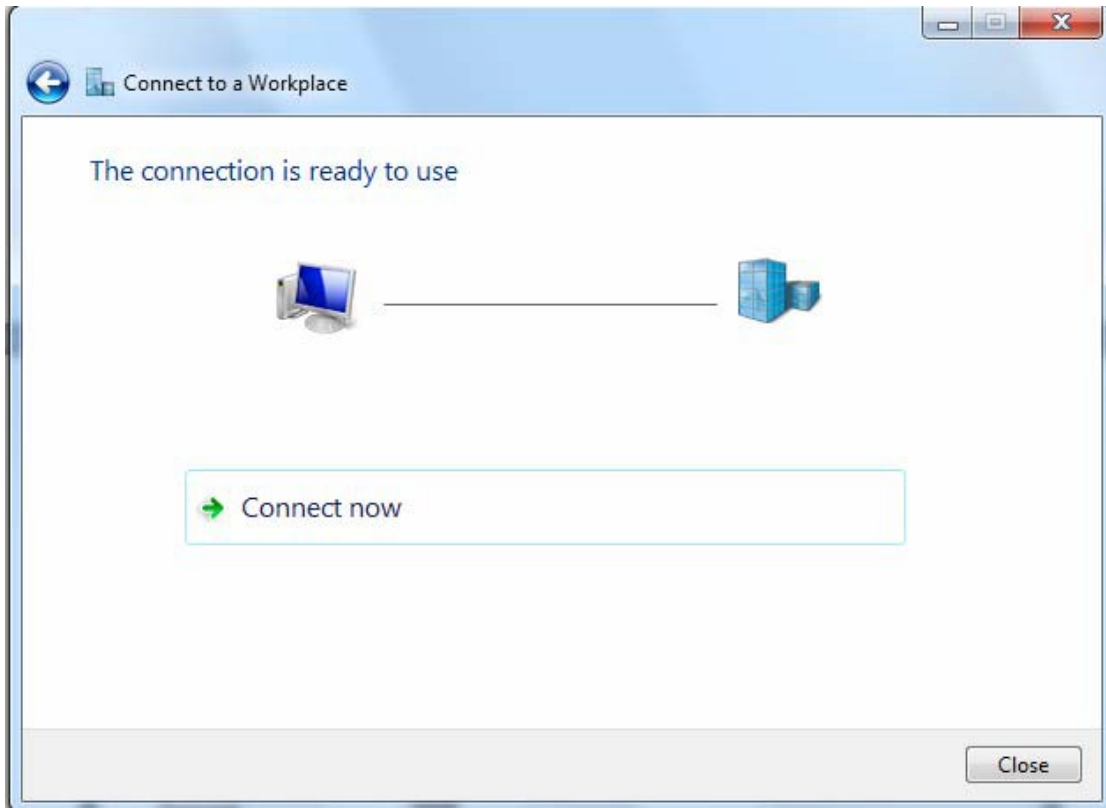 Connect to a Workplace
The connection is ready to use
Connect now
Close